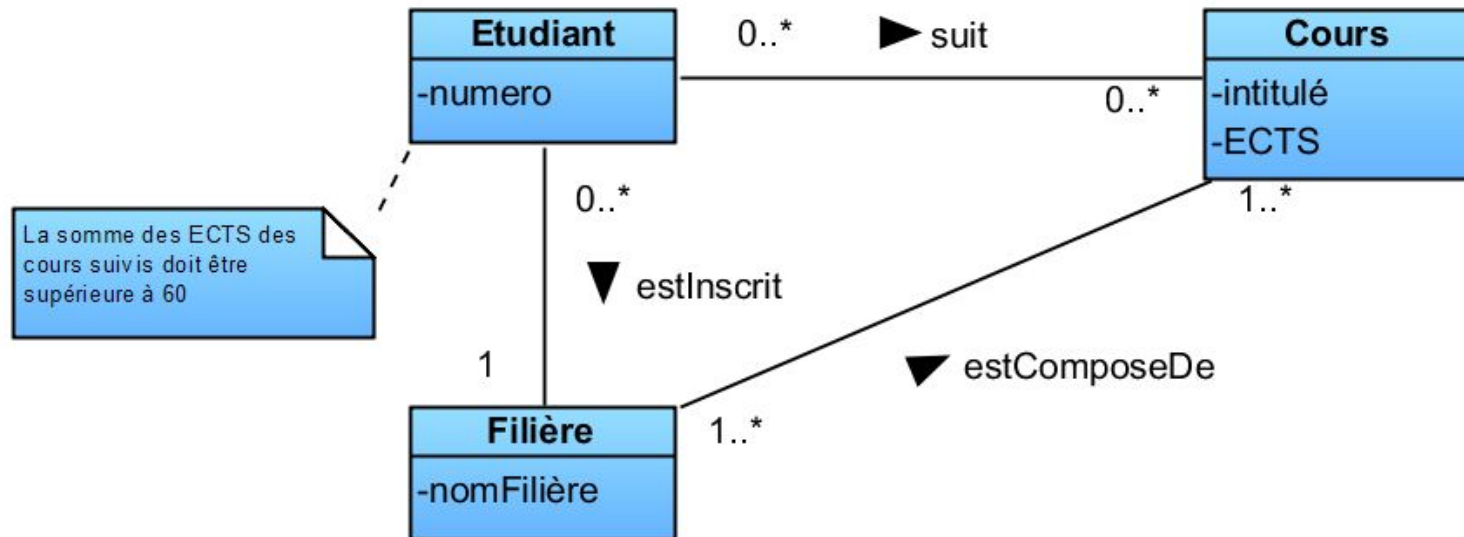 Etudiant
-numero
0..*
suit
0..*
Cours
-intitulé
-ECTS
La somme des ECTS des
cours suivis doit être
supérieure à 60
0..*
estInscrit
1
1..*
estComposeDe
1..*
Filière
-nomFilière